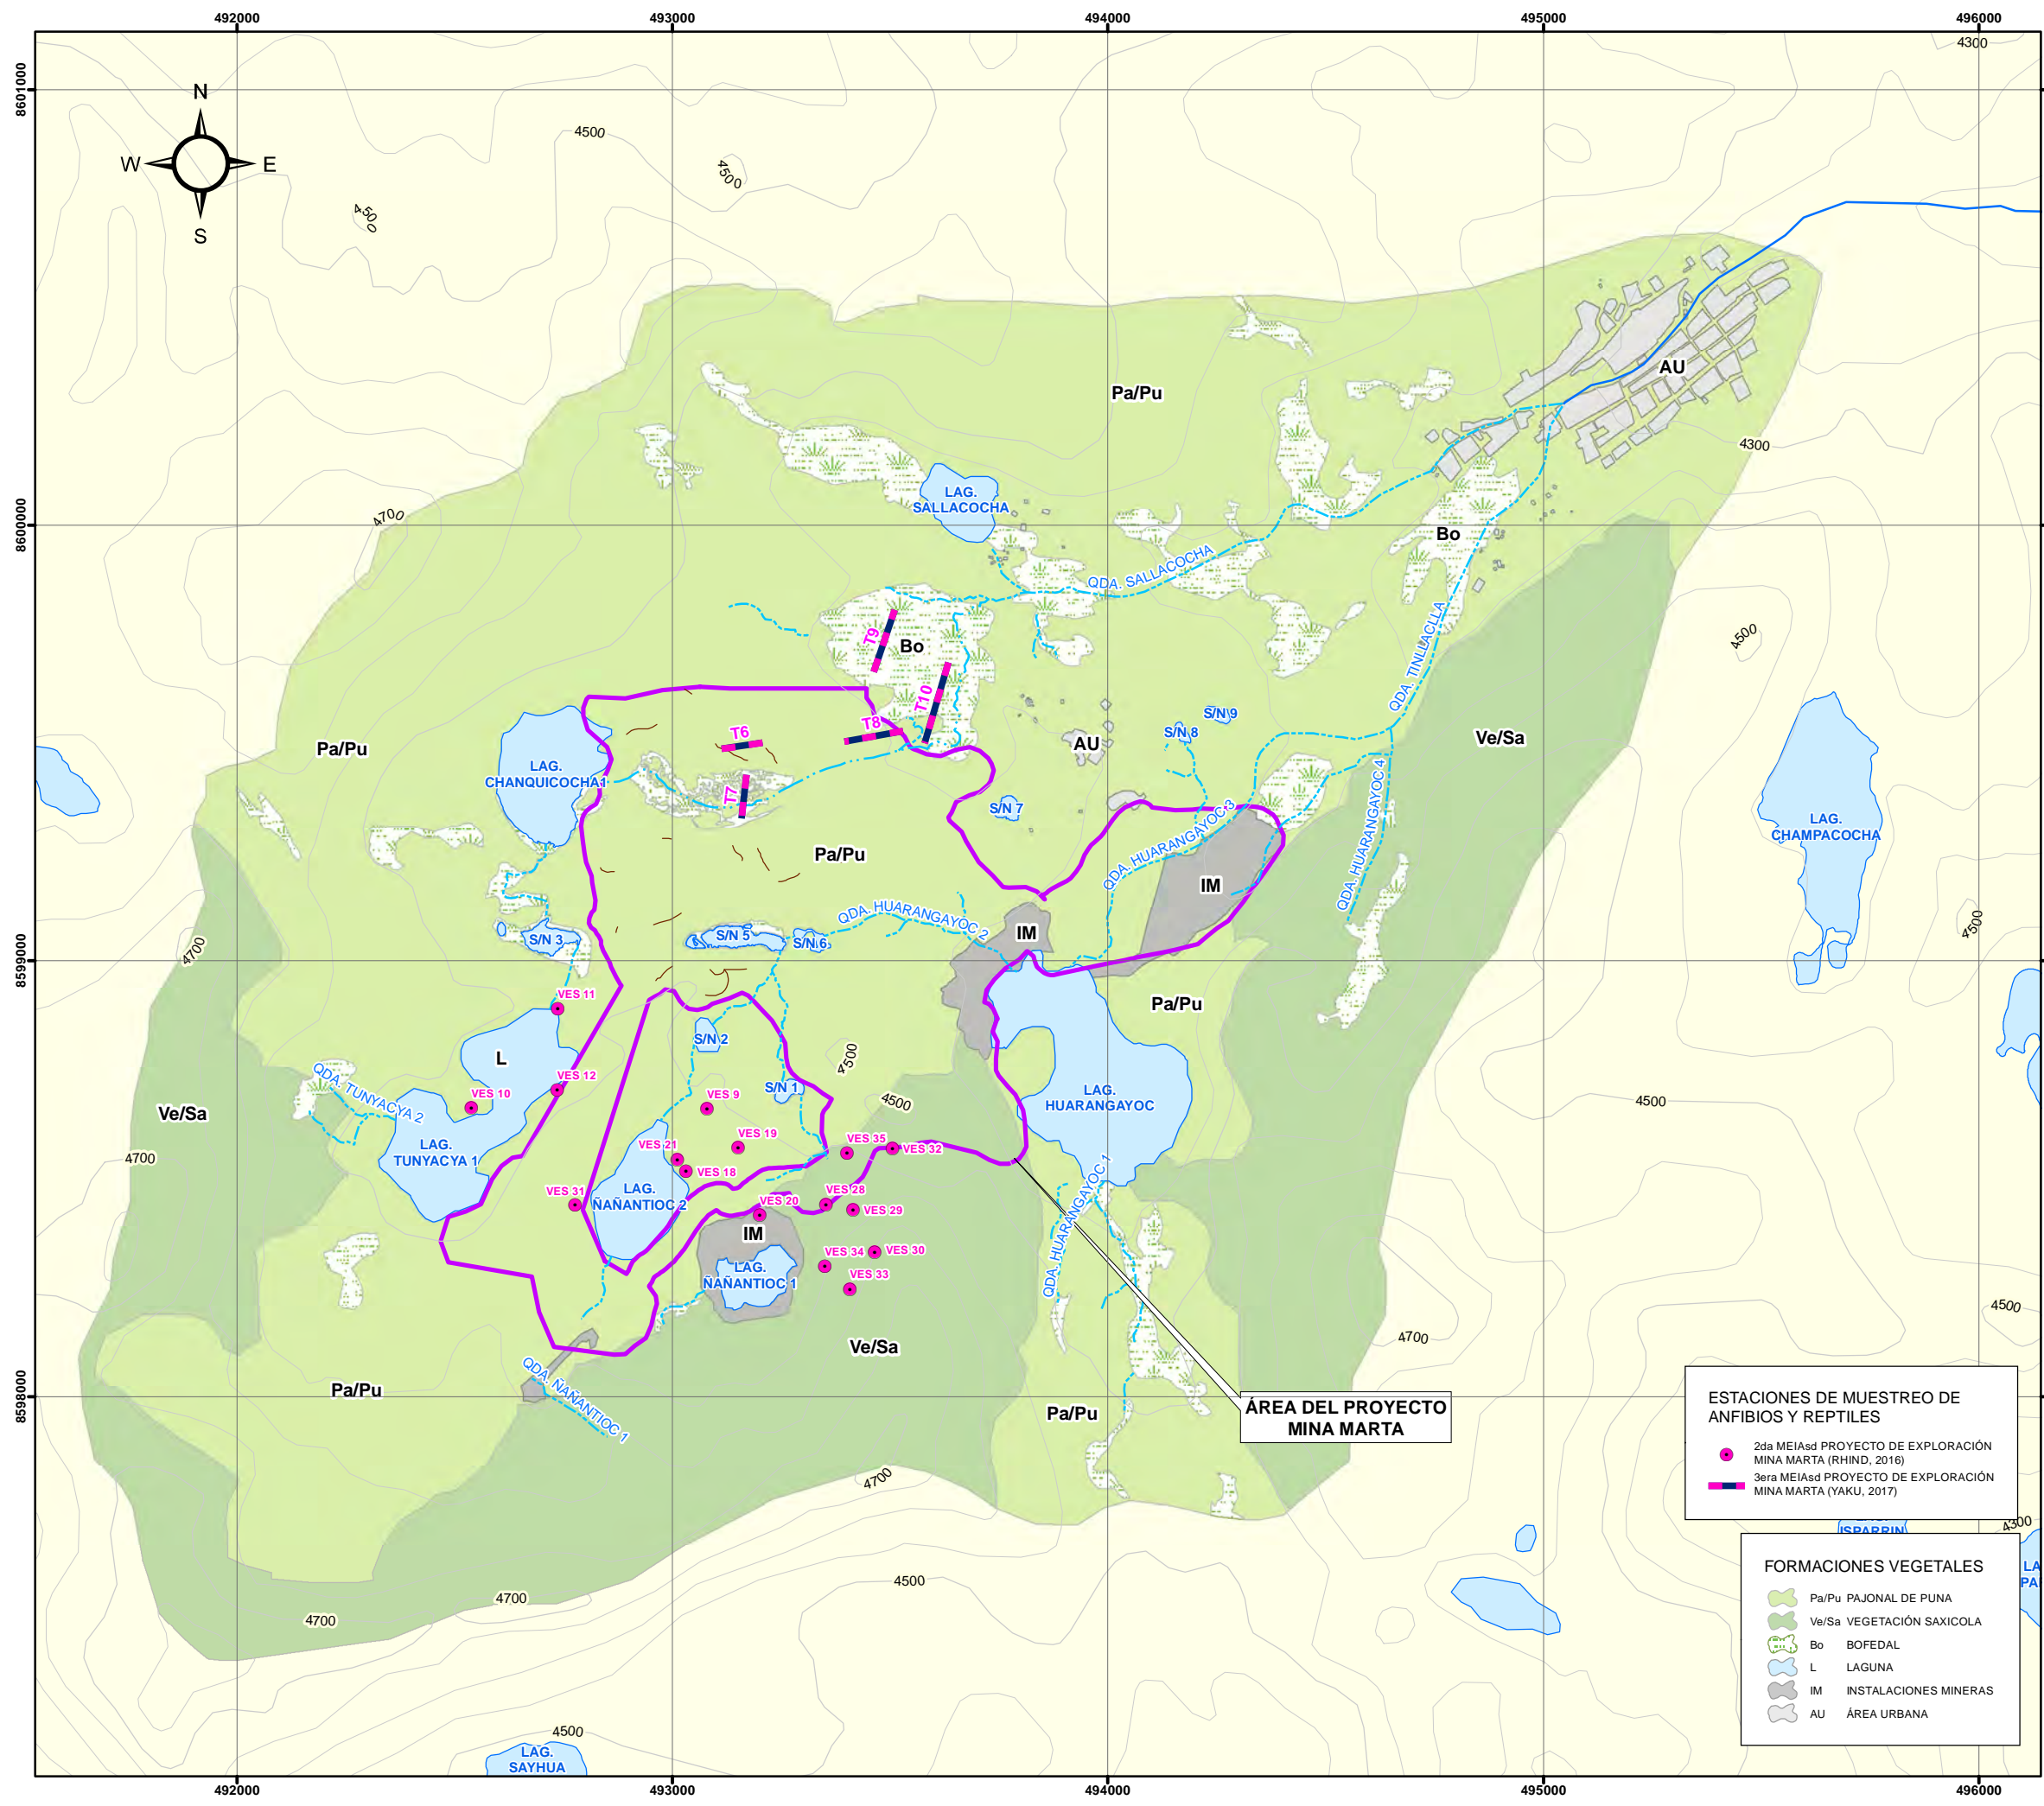 492000
493000
494000
495000
496000
8601000
8600000
8599000
8598000
N
W
E
S
4300
4500
4500
4500
AU
Pa/Pu
4300
4700
LAG.
SALLACOCHA
Bo
QDA. SALLACOCHA
QDA. TINLLACLLA
T9
Bo
T10
T6
T8
T7
4500
Pa/Pu
LAG.
CHANQUICOCHA1
AU
S/N 9
S/N 8
S/N 7
Ve/Sa
LAG.
CHAMPACOCHA
QDA. HUARANGAYOC 3
QDA. HUARANGAYOC 4
Pa/Pu
IM
QDA. HUARANGAYOC 2
IM
S/N 3
S/N 5
S/N 6
4700
4500
VES 11
Pa/Pu
L
S/N 2
4500
VES 12
S/N 1
QDA. TUNYACYA 2
VES 10
VES 9
LAG.
HUARANGAYOC
4500
4500
Ve/Sa
LAG.
TUNYACYA 1
VES 21
VES 19
VES 35
VES 32
VES 18
4700
VES 31
LAG.
ÑAÑANTIOC 2
VES 20
VES 28
VES 29
QDA. HUARANGAYOC 1
IM
VES 34
VES 30
LAG.
ÑAÑANTIOC 1
VES 33
4500
4700
Ve/Sa
QDA. ÑAÑANTIOC 1
Pa/Pu
Pa/Pu
ÁREA DEL PROYECTO
MINA MARTA
4700
4700
4700
4500
4500
LAG.
SAYHUA
ESTACIONES DE MUESTREO DE
ANFIBIOS Y REPTILES
2da MEIAsd PROYECTO DE EXPLORACIÓN
MINA MARTA (RHIND, 2016)
3era MEIAsd PROYECTO DE EXPLORACIÓN
MINA MARTA (YAKU, 2017)
ISPARRIN
4300
LA
PA
FORMACIONES VEGETALES
Pa/Pu PAJONAL DE PUNA
Ve/Sa VEGETACIÓN SAXICOLA
Bo BOFEDAL
L LAGUNA
IM INSTALACIONES MINERAS
AU ÁREA URBANA
492000
493000
494000
495000
496000